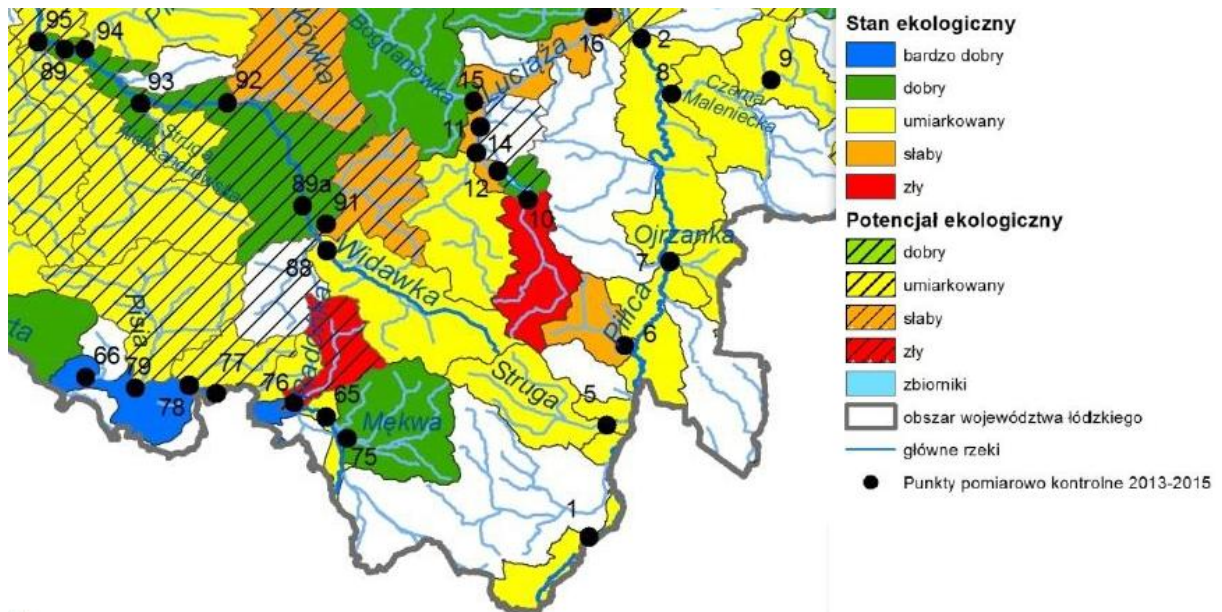 95
94
89
93
92
Struga
Aleksandrowska
Bogdanówka
Luciąża
16
15
11
14
12
10
2
8
9
Czarna
Maleniecka
89a
91
88
Widawka
Ojrzanka
7
Pilica
6
Struga
5
Pisia
66
79
78
77
76
65
75
Mękwa
1
Stan ekologiczny
bardzo dobry
dobry
umiarkowany
słaby
zły
Potencjał ekologiczny
dobry
umiarkowany
słaby
zły
zbiorniki
obszar województwa łódzkiego
główne rzeki
Punkty pomiarowo kontrolne 2013-2015